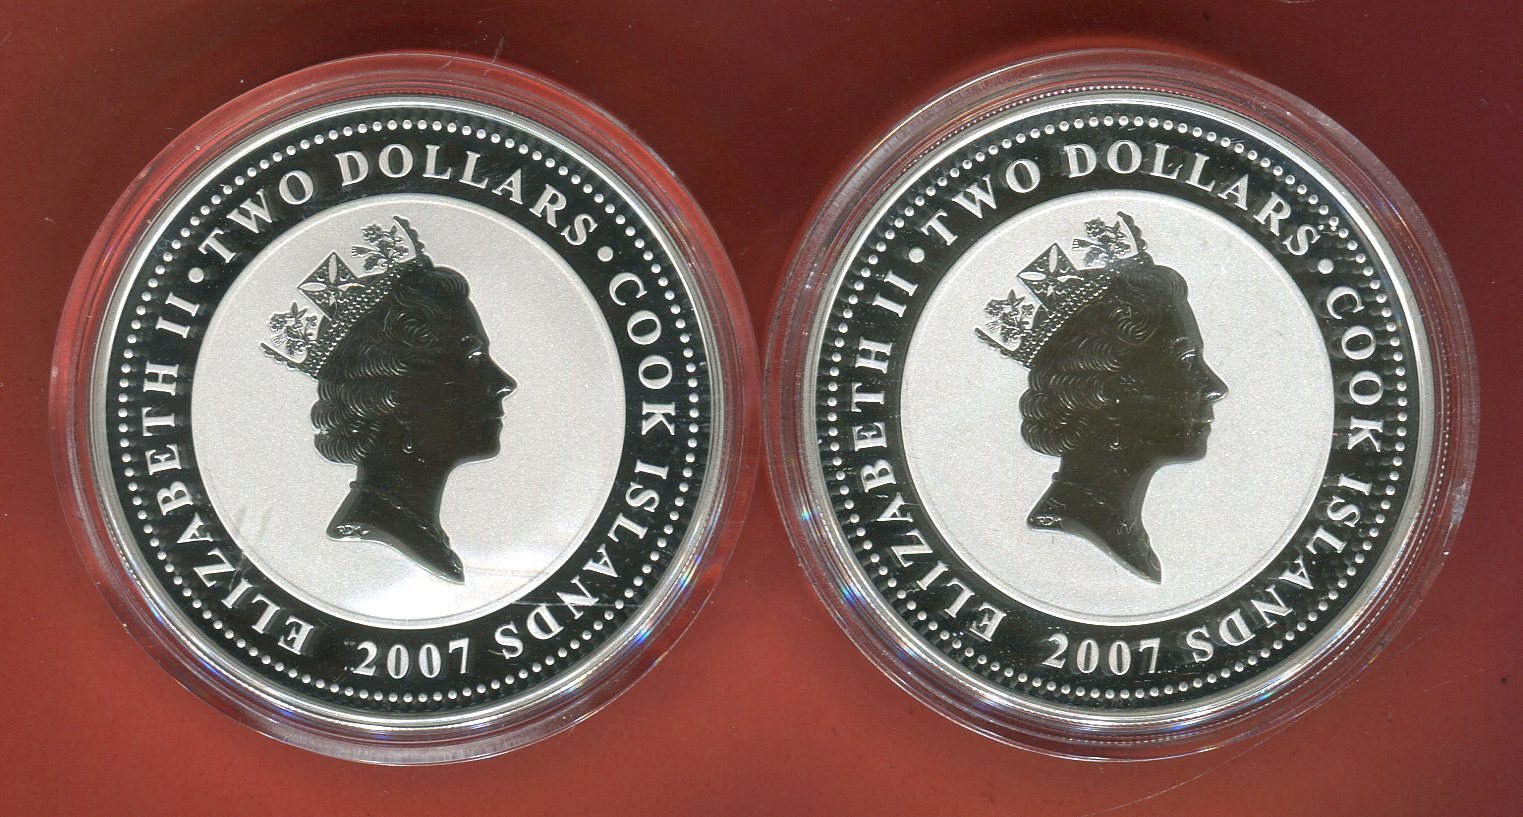 ELIZABETH II · TWO DOLLARS · COOK ISLANDS 2007
RDM
ELIZABETH II · TWO DOLLARS · COOK ISLANDS 2007
RDM